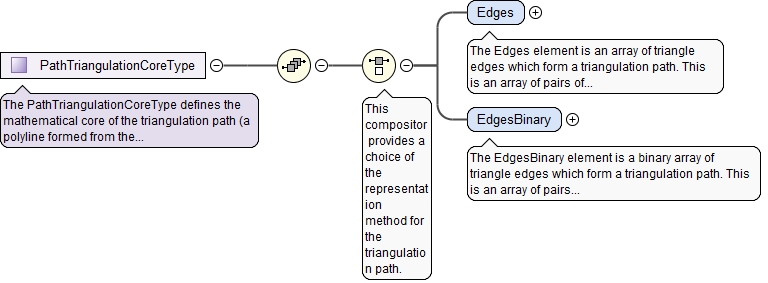 Edges
The Edges element is an array of triangle
edges which form a triangulation path. This
is an array of pairs of...
PathTriangulationCoreType
The PathTriangulationCoreType defines the
mathematical core of the triangulation path (a
polyline formed from the...
This
compositor
provides a
choice of
the
representat
ion
method for
the
triangulatio
n path.
EdgesBinary
The EdgesBinary element is a binary array of
triangle edges which form a triangulation path. This
is an array of pairs...